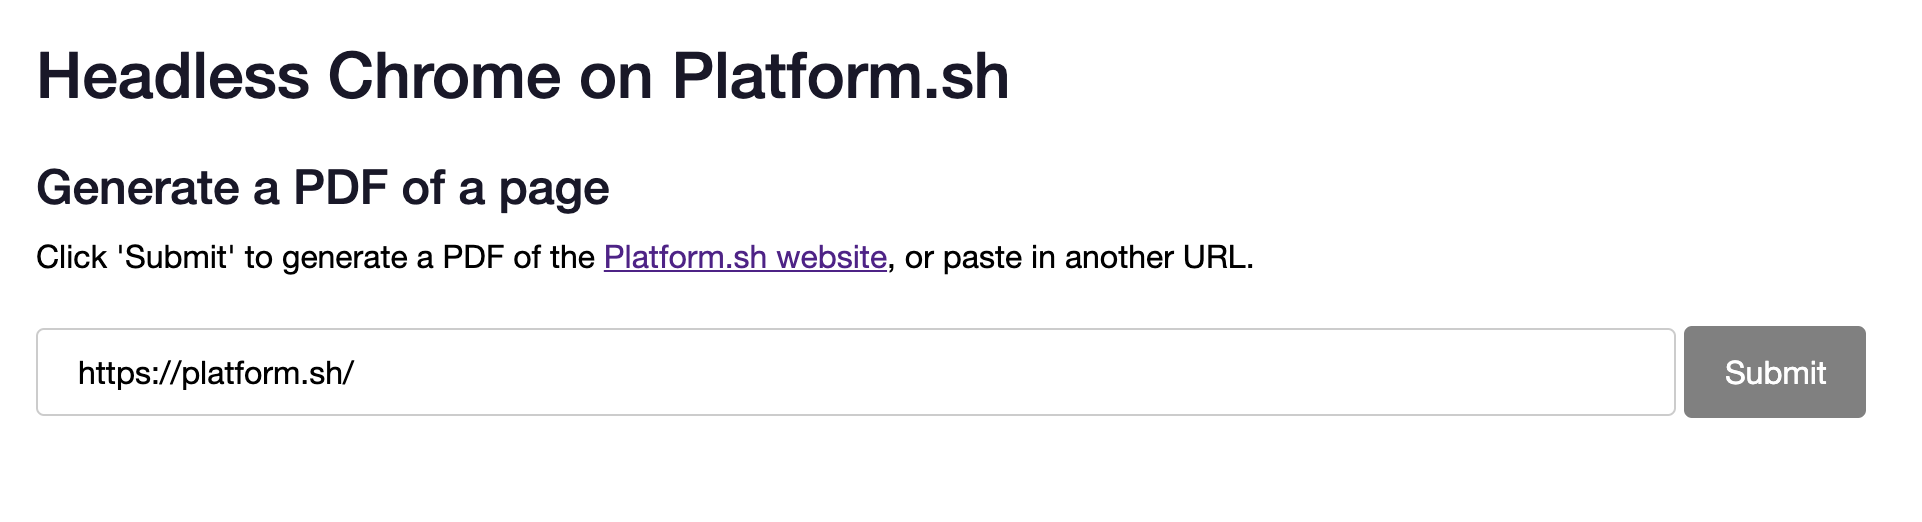 Headless Chrome on Platform.sh
Generate a PDF of a page
Click 'Submit' to generate a PDF of the Platform.sh website, or paste in another URL.
https://platform.sh/
Submit